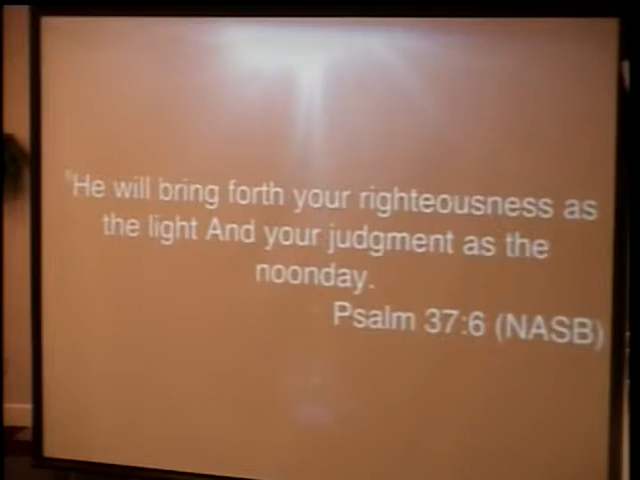 "He will bring forth your righteousness as
the light And your judgment as the
noonday.
Psalm 37:6 (NASB)